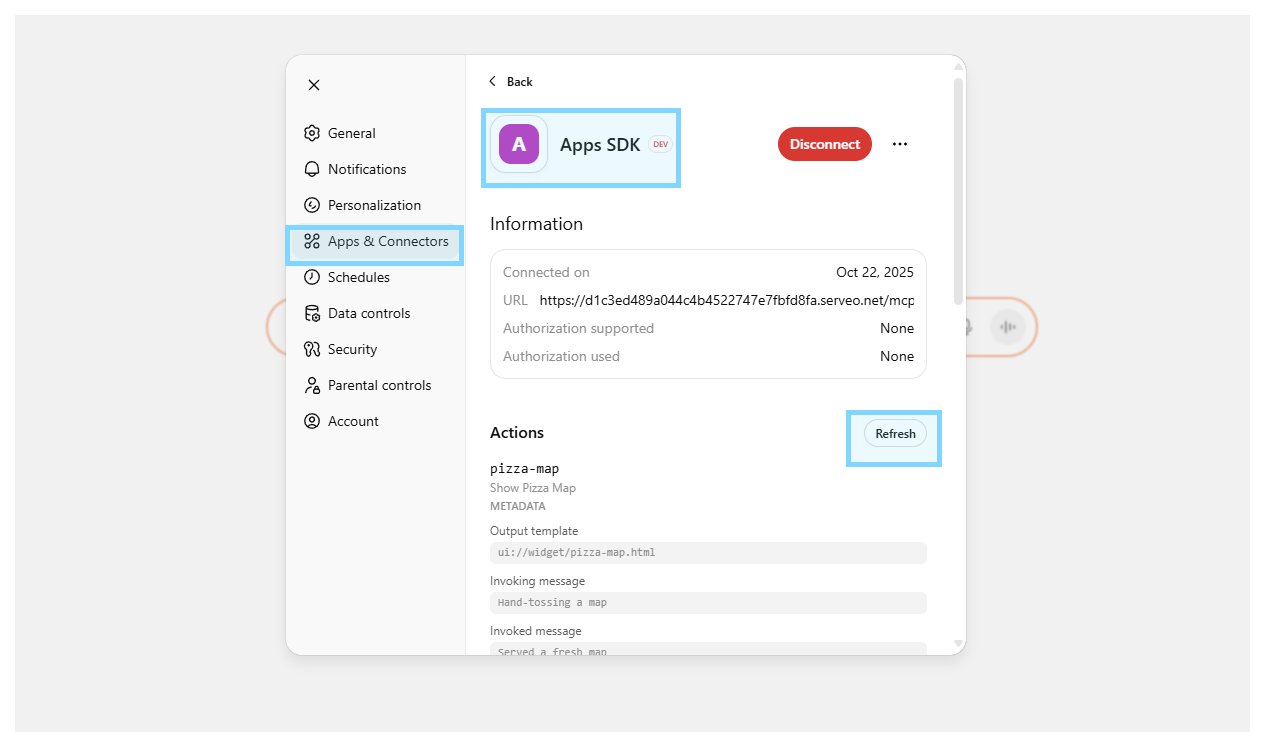 General
Notifications
Personalization
Apps & Connectors
Schedules
Data controls
Security
Parental controls
Account
Back
A
Apps SDK DEV
Disconnect
Information
Connected on Oct 22, 2025
URL https://d1c3ed489a044c4b4522747e7fbfd8fa.serveo.net/mcp
Authorization supported None
Authorization used None
Actions
Refresh
pizza-map
Show Pizza Map
METADATA
Output template
ui://widget/pizza-map.html
Invoking message
Hand-tossing a map
Invoked message
Served a fresh map